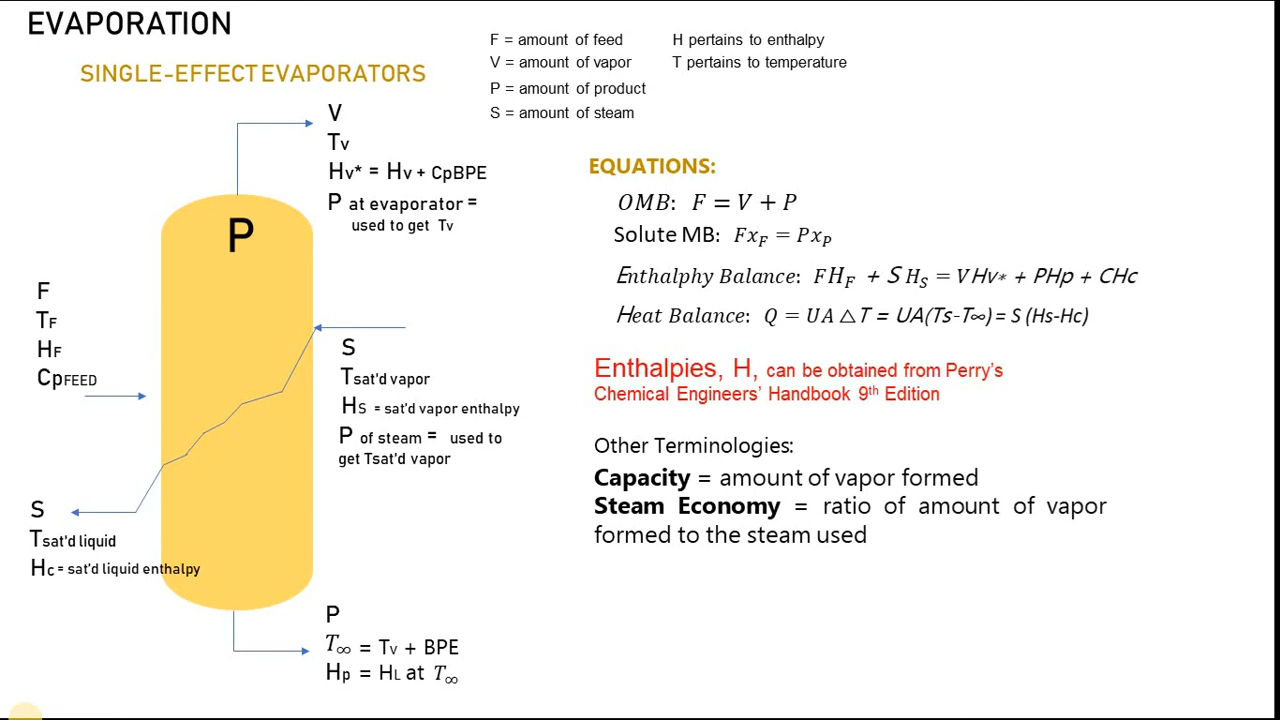 EVAPORATION
SINGLE-EFFECT EVAPORATORS
F = amount of feed
V = amount of vapor
P = amount of product
S = amount of steam
H pertains to enthalpy
T pertains to temperature
V
Tv
Hv* = Hv + CpBPE
P at evaporator =
used to get Tv
P
F
TF
HF
CpFEED
S
Tsat'd vapor
Hs = sat'd vapor enthalpy
P of steam = used to
get Tsat'd vapor
S
Tsat'd liquid
Hc = sat'd liquid enthalpy
P
T∞ = Tv + BPE
Hp = HL at T∞
EQUATIONS:
OMB: F = V + P
Solute MB: FxF = PxP
Enthalphy Balance: FHF + S HS = VHv* + PHp + CHc
Heat Balance: Q = UA △T = UA(Ts-T∞) = S (Hs-Hc)
Enthalpies, H, can be obtained from Perry's
Chemical Engineers' Handbook 9th Edition
Other Terminologies:
Capacity = amount of vapor formed
Steam Economy = ratio of amount of vapor
formed to the steam used